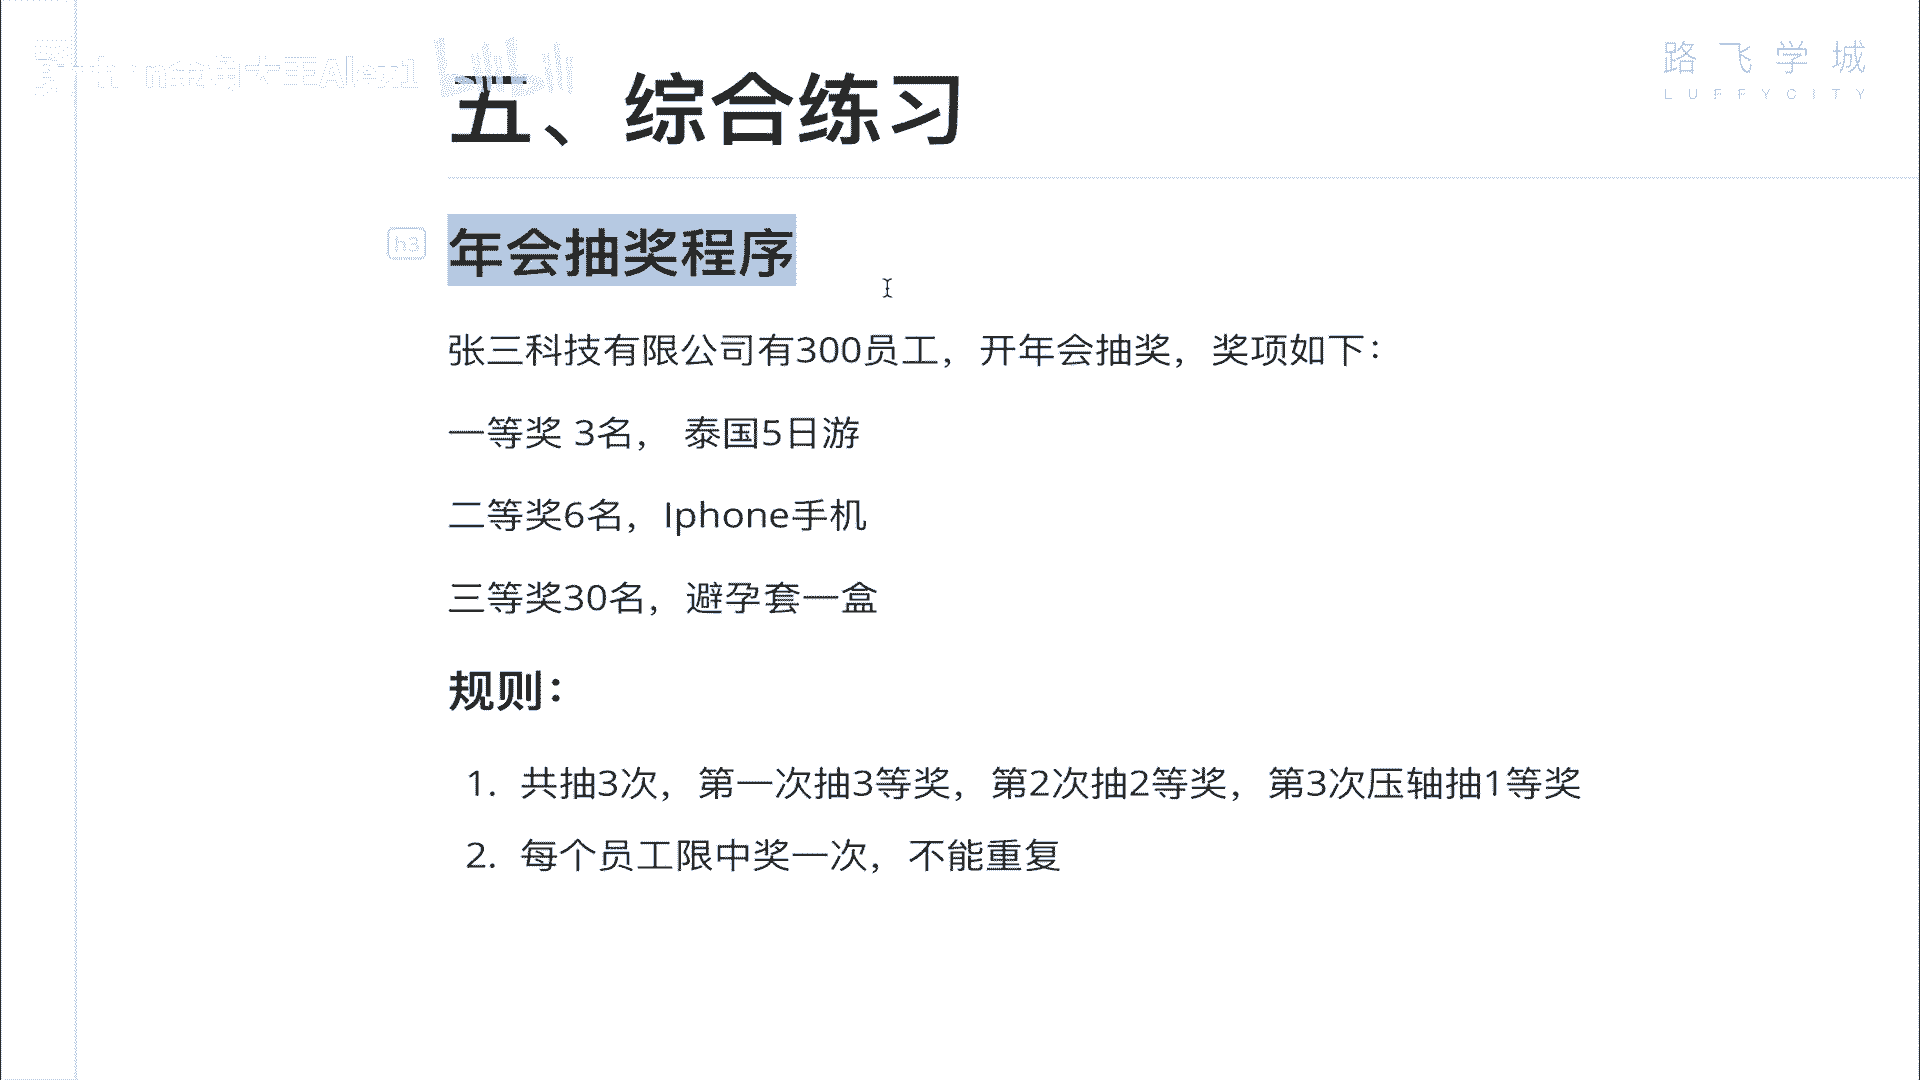 路飞学城
LUFFYCITY
五、综合练习
h3
年会抽奖程序
张三科技有限公司有300员工，开年会抽奖，奖项如下：
一等奖 3名， 泰国5日游
二等奖6名，Iphone手机
三等奖30名，避孕套一盒
规则：
1. 共抽3次，第一次抽3等奖，第2次抽2等奖，第3次压轴抽1等奖
2. 每个员工限中奖一次，不能重复